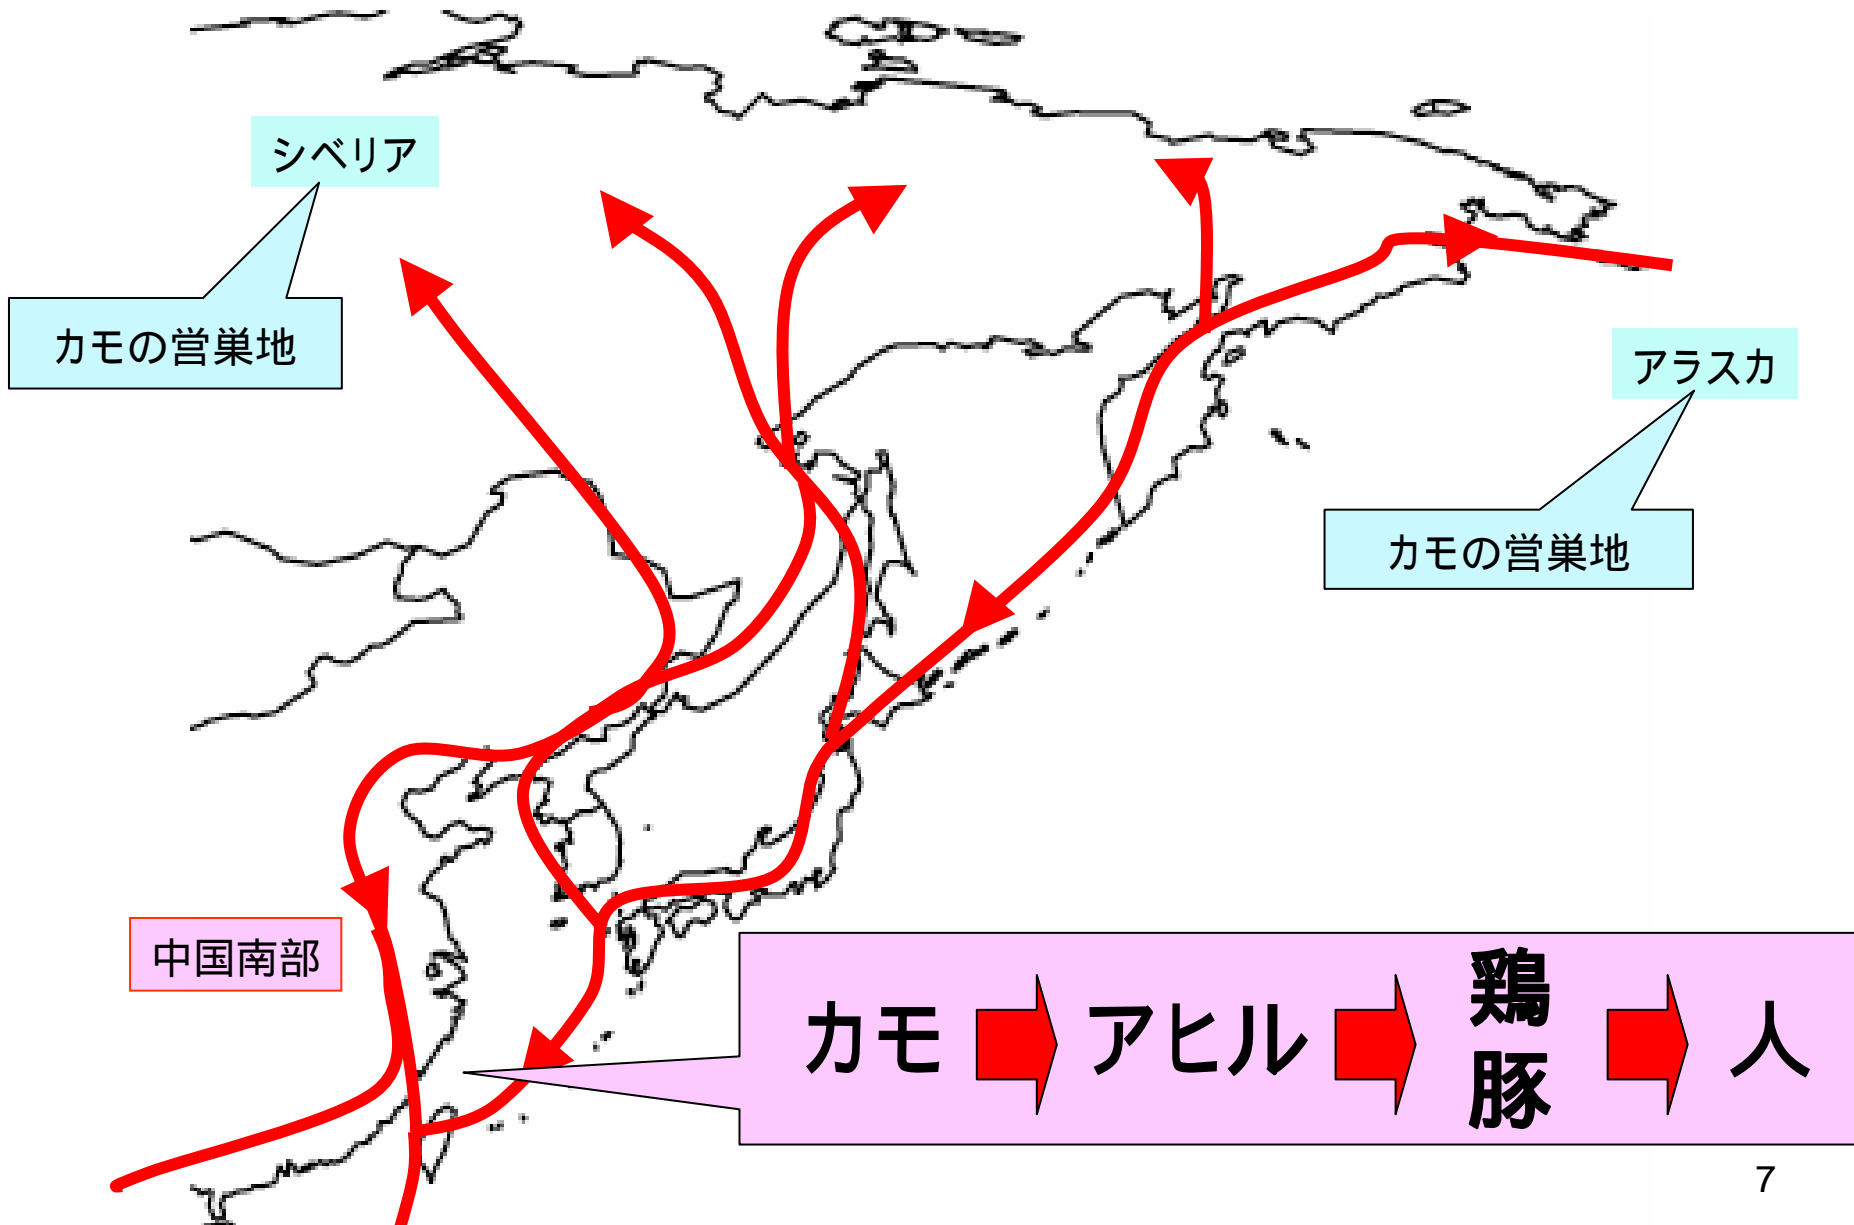 シベリア
カモの営巣地
アラスカ
カモの営巣地
中国南部
カモ アヒル 鶏 人
豚
7